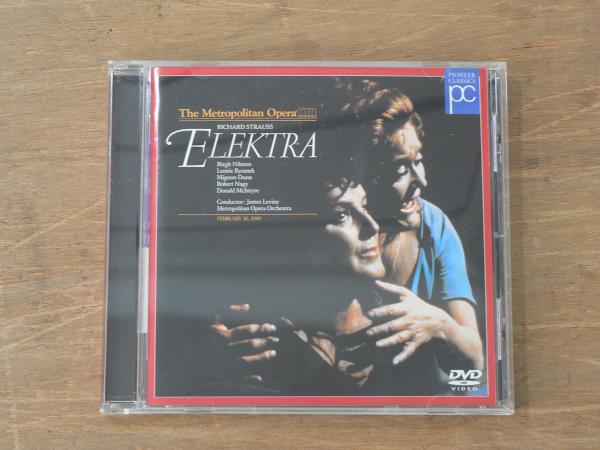 PIONEER
CLASSICS
pc
The Metropolitan Opera
RICHARD STRAUSS
ELEKTRA
Birgit Nilsson
Leonie Rysanek
Mignon Dunn
Robert Nagy
Donald McIntyre
Conductor: James Levine
Metropolitan Opera Orchestra
FEBRUARY 16, 1980
DVD
VIDEO